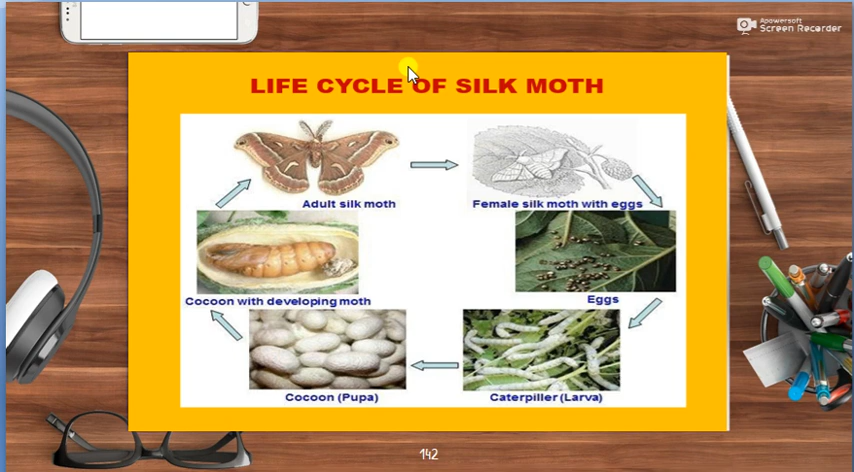 Apowersoft
Screen Recorder
LIFE CYCLE OF SILK MOTH
Adult silk moth
Female silk moth with eggs
Cocoon with developing moth
Eggs
Cocoon (Pupa)
Caterpiller (Larva)
142